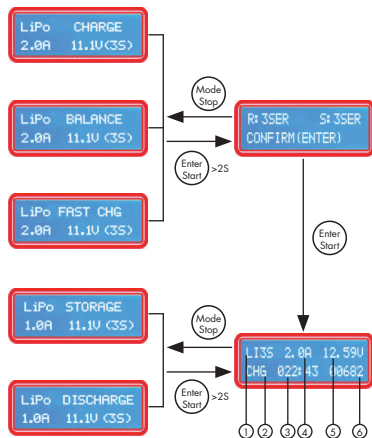 LiPo CHARGE
2.0A 11.1V(3S)
Mode
Stop
LiPo BALANCE
2.0A 11.1V (3S)
R: 3SER S: 3SER
CONFIRM(ENTER)
Enter
Start
>2S
LiPo FAST CHG
2.0A 11.1V (3S)
Enter
Start
LiPo STORAGE
1.0A 11.1V (3S)
Mode
Stop
LI3S 2.0A 12.59V
CHG 022:43 00682
LiPo DISCHARGE
1.0A 11.1V (3S)
Enter
Start
>2S
1 2 3 4 5 6